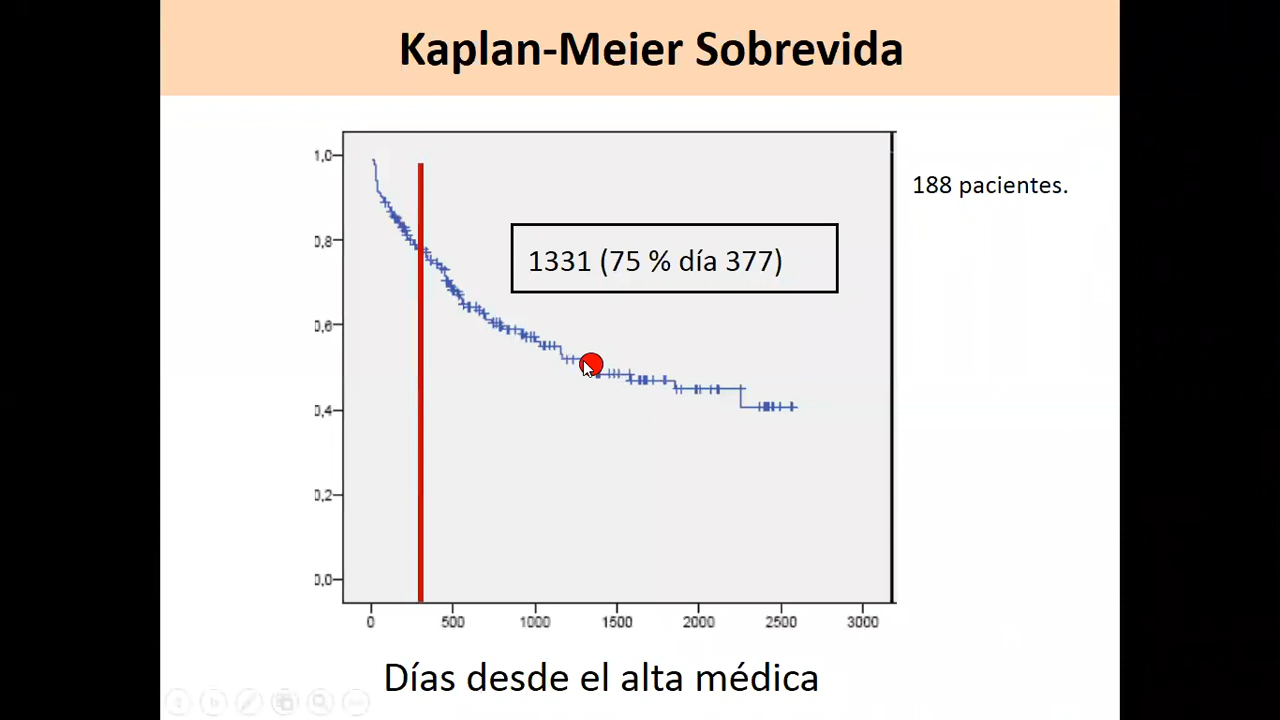 Kaplan-Meier Sobrevida
1,0
188 pacientes.
0,8
1331 (75 % día 377)
0,6
0,4
0,2
0,0
0 500 1000 1500 2000 2500 3000
Días desde el alta médica